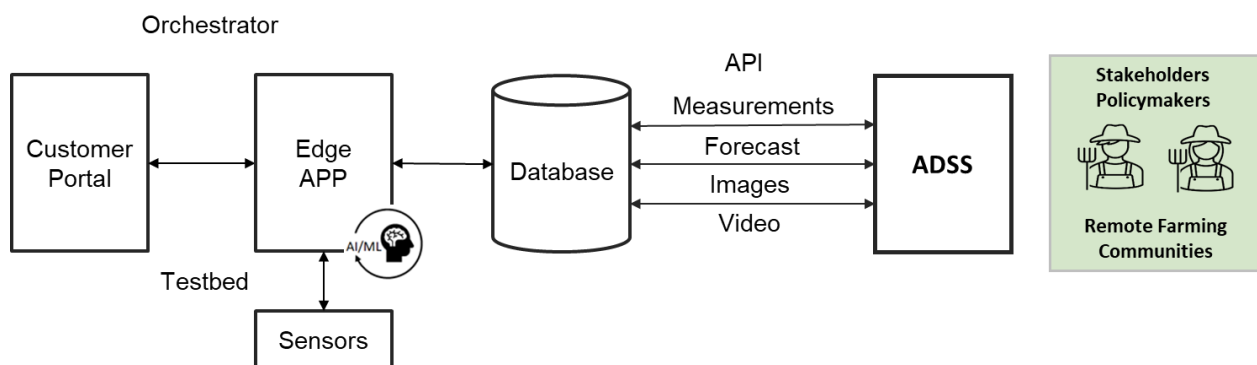 Orchestrator
Customer
Portal
Edge
APP
AI/ML
Testbed
Sensors
Database
API
Measurements
Forecast
Images
Video
ADSS
Stakeholders
Policymakers
Remote Farming
Communities